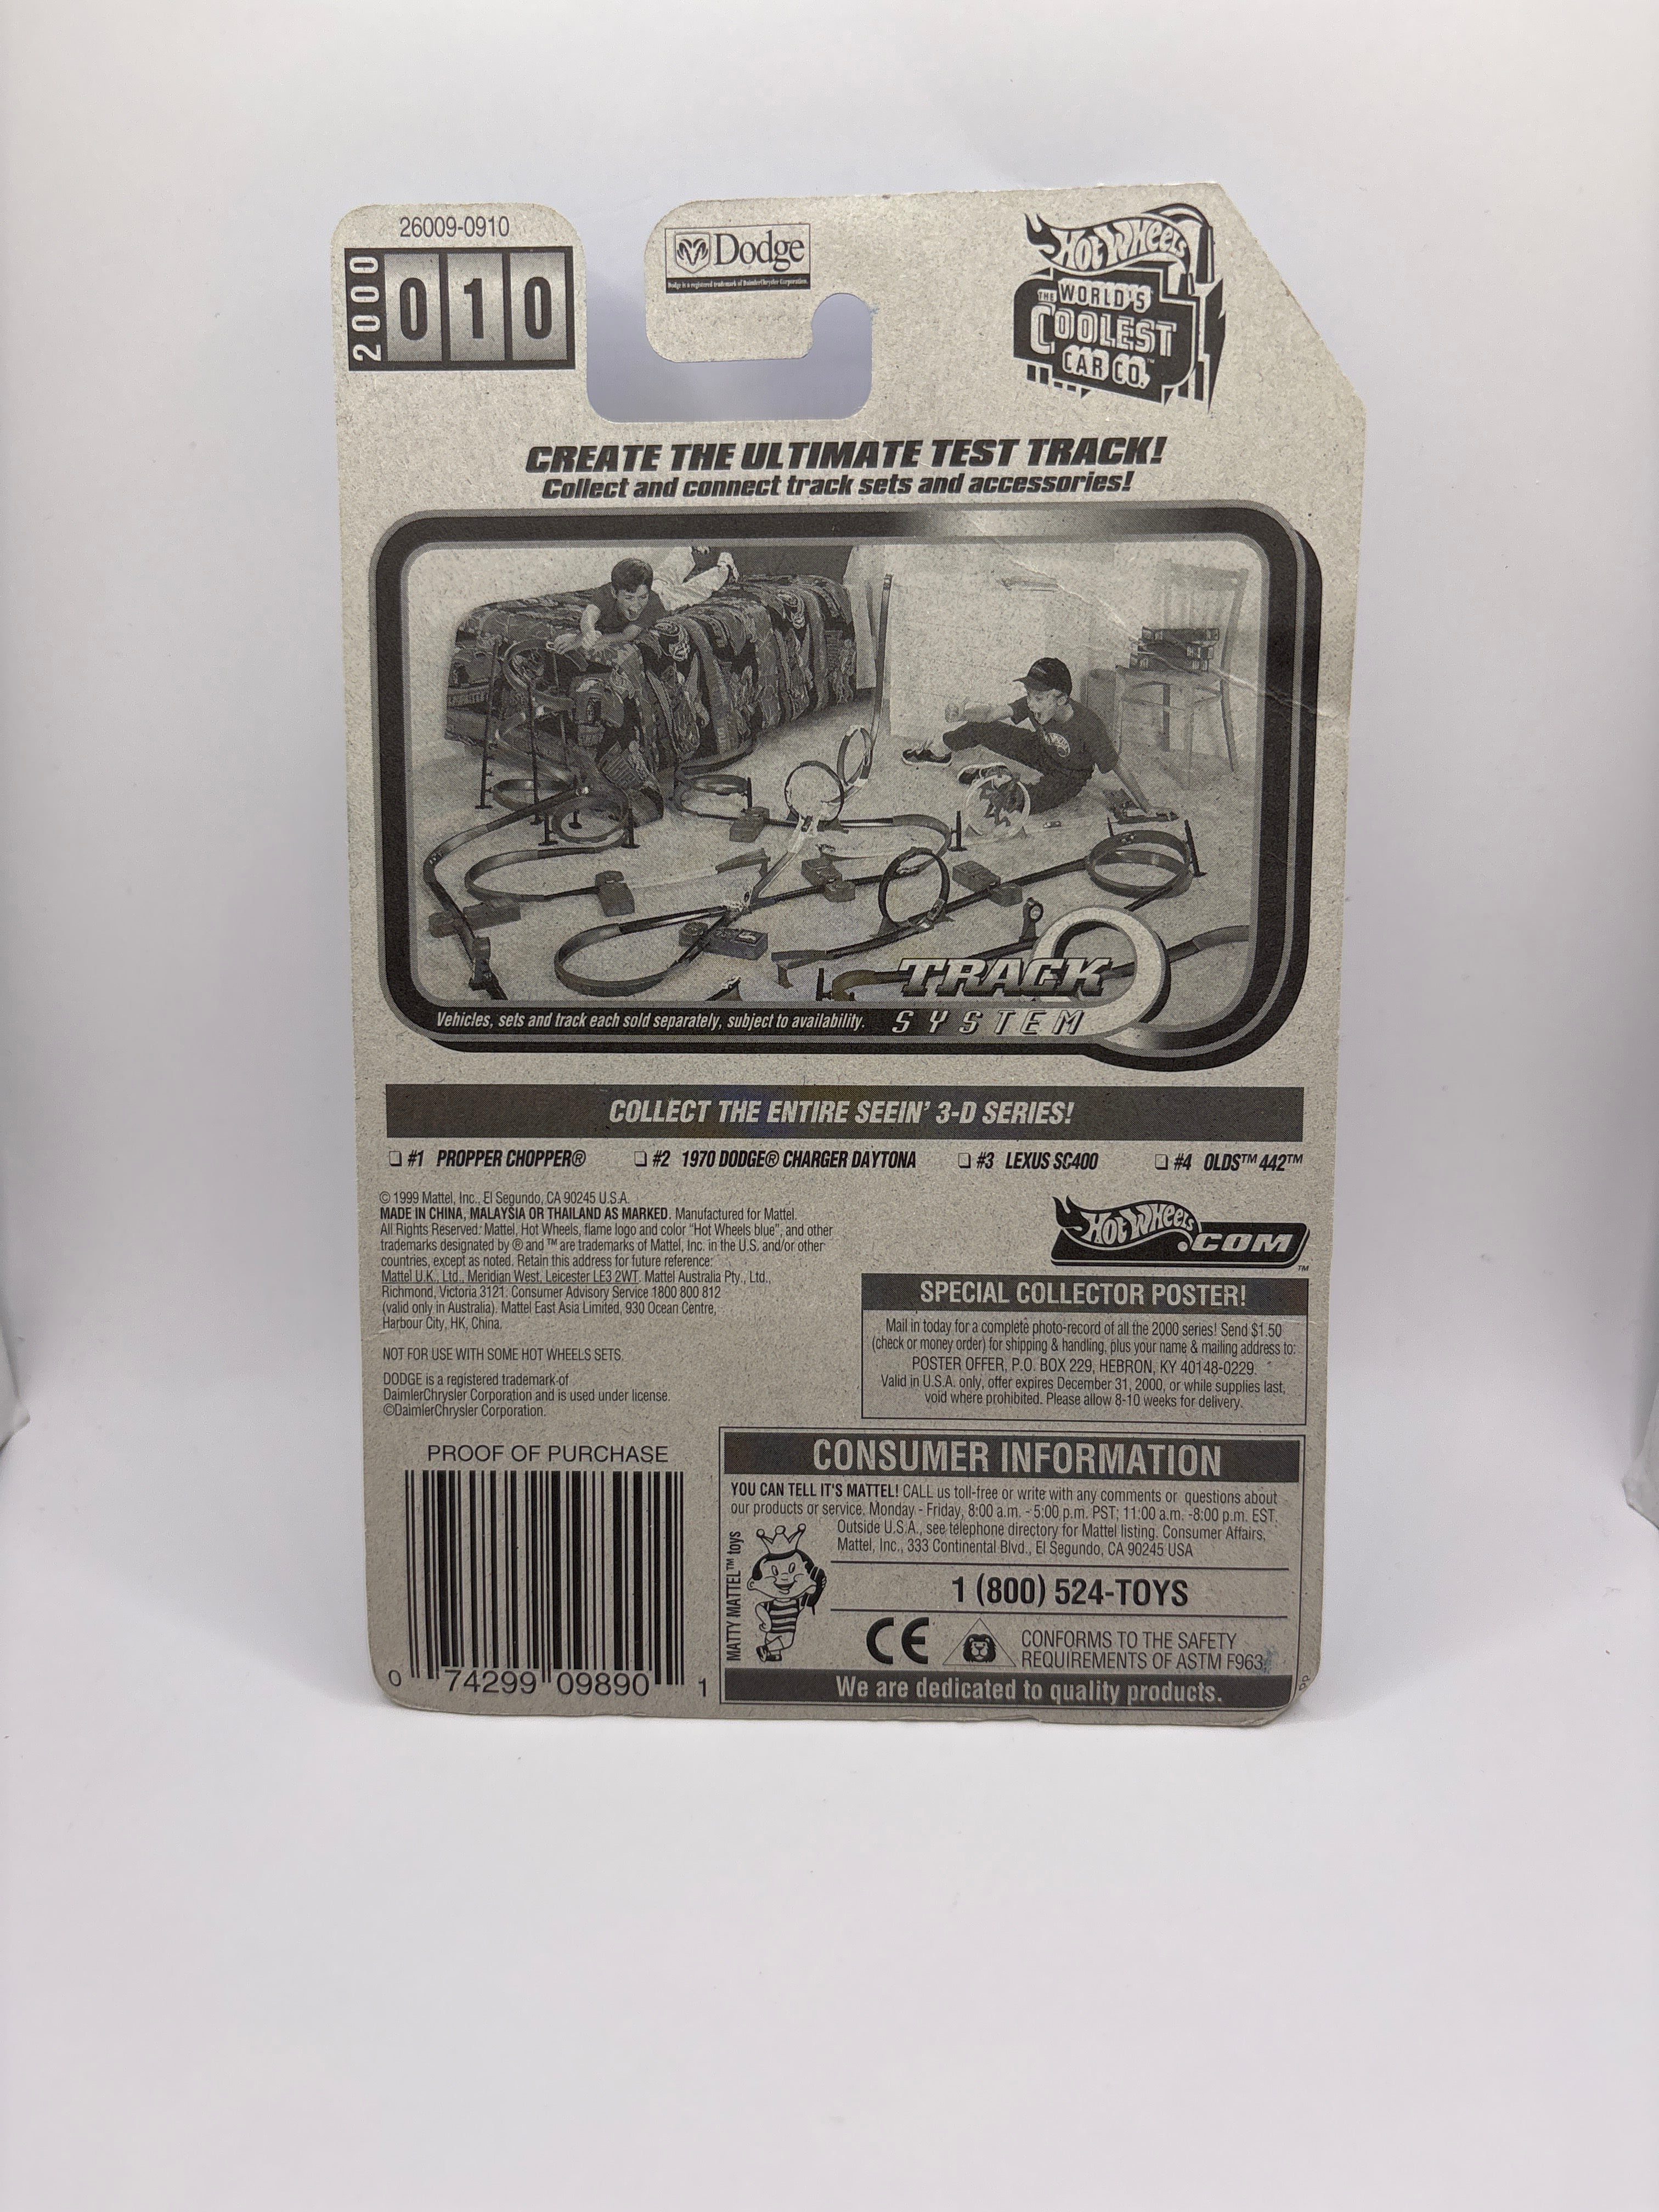 26009-0910
2000
010
Dodge
Dodge is a registered trademark of DaimlerChrysler Corporation.
Hot Wheels
THE WORLD'S
COOLEST
CAR CO.™
CREATE THE ULTIMATE TEST TRACK!
Collect and connect track sets and accessories!
TRACK
SYSTEM
Vehicles, sets and track each sold separately, subject to availability.
COLLECT THE ENTIRE SEEIN' 3-D SERIES!
❏ #1 PROPPER CHOPPER® ❏ #2 1970 DODGE® CHARGER DAYTONA ❏ #3 LEXUS SC400 ❏ #4 OLDS™ 442™
© 1999 Mattel, Inc., El Segundo, CA 90245 U.S.A.
MADE IN CHINA, MALAYSIA OR THAILAND AS MARKED. Manufactured for Mattel.
All Rights Reserved. Mattel, Hot Wheels, flame logo and color "Hot Wheels blue", and other
trademarks designated by ® and ™ are trademarks of Mattel, Inc. in the U.S. and/or other
countries, except as noted. Retain this address for future reference:
Mattel U.K., Ltd., Meridian West, Leicester LE3 2WT. Mattel Australia Pty., Ltd.,
Richmond, Victoria 3121. Consumer Advisory Service 1800 800 812
(valid only in Australia). Mattel East Asia Limited, 930 Ocean Centre,
Harbour City, HK, China.
NOT FOR USE WITH SOME HOT WHEELS SETS.
DODGE is a registered trademark of
DaimlerChrysler Corporation and is used under license.
©DaimlerChrysler Corporation.
Hot Wheels
.COM™
SPECIAL COLLECTOR POSTER!
Mail in today for a complete photo-record of all the 2000 series! Send $1.50
(check or money order) for shipping & handling, plus your name & mailing address to:
POSTER OFFER, P.O. BOX 229, HEBRON, KY 40148-0229.
Valid in U.S.A. only, offer expires December 31, 2000, or while supplies last,
void where prohibited. Please allow 8-10 weeks for delivery.
PROOF OF PURCHASE
0 74299 09890 1
CONSUMER INFORMATION
YOU CAN TELL IT'S MATTEL! CALL us toll-free or write with any comments or questions about
our products or service. Monday - Friday, 8:00 a.m. - 5:00 p.m. PST; 11:00 a.m. -8:00 p.m. EST.
Outside U.S.A., see telephone directory for Mattel listing. Consumer Affairs,
Mattel, Inc., 333 Continental Blvd., El Segundo, CA 90245 USA
MATTY MATTEL™ toys
1 (800) 524-TOYS
CE
CONFORMS TO THE SAFETY
REQUIREMENTS OF ASTM F963.
We are dedicated to quality products.